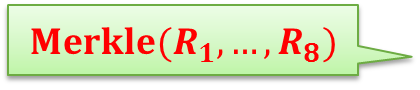 Merkle(R₁, ..., R₈)